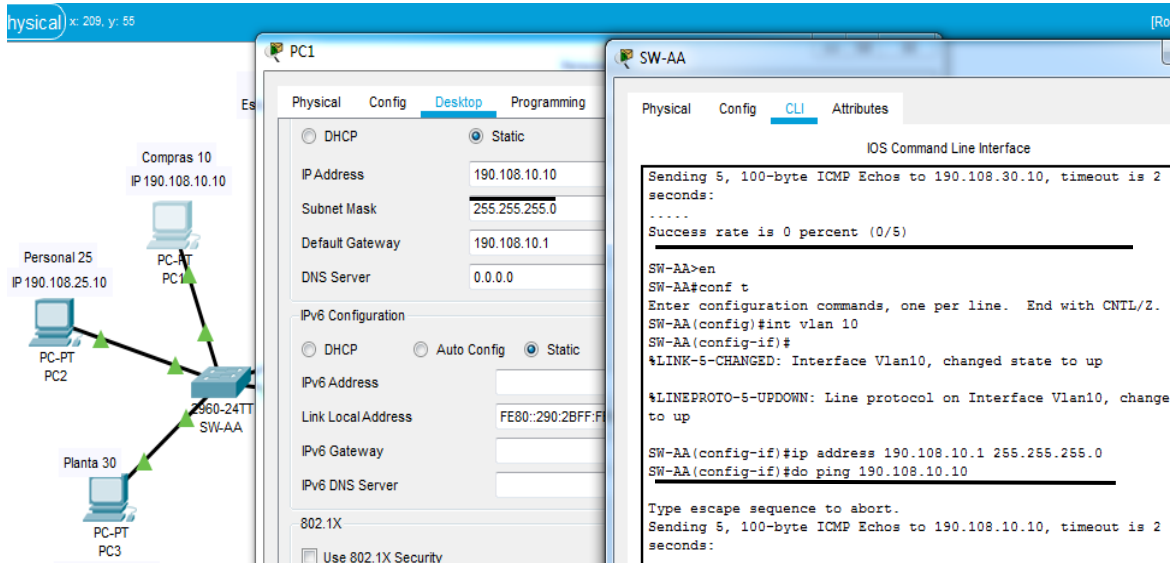 hysical x: 209, y: 55
[Ro
Es
Compras 10
IP 190.108.10.10
PC-PT
PC1
Personal 25
IP 190.108.25.10
PC-PT
PC2
2960-24TT
SW-AA
Planta 30
PC-PT
PC3
PC1
Physical Config Desktop Programming
DHCP Static
IP Address 190.108.10.10
Subnet Mask 255.255.255.0
Default Gateway 190.108.10.1
DNS Server 0.0.0.0
IPv6 Configuration
DHCP Auto Config Static
IPv6 Address
Link Local Address FE80::290:2BFF:F
IPv6 Gateway
IPv6 DNS Server
802.1X
Use 802.1X Security
SW-AA
Physical Config CLI Attributes
IOS Command Line Interface
Sending 5, 100-byte ICMP Echos to 190.108.30.10, timeout is 2
seconds:
.....
Success rate is 0 percent (0/5)
SW-AA>en
SW-AA#conf t
Enter configuration commands, one per line. End with CNTL/Z.
SW-AA(config)#int vlan 10
SW-AA(config-if)#
%LINK-5-CHANGED: Interface Vlan10, changed state to up
%LINEPROTO-5-UPDOWN: Line protocol on Interface Vlan10, change
to up
SW-AA(config-if)#ip address 190.108.10.1 255.255.255.0
SW-AA(config-if)#do ping 190.108.10.10
Type escape sequence to abort.
Sending 5, 100-byte ICMP Echos to 190.108.10.10, timeout is 2
seconds: